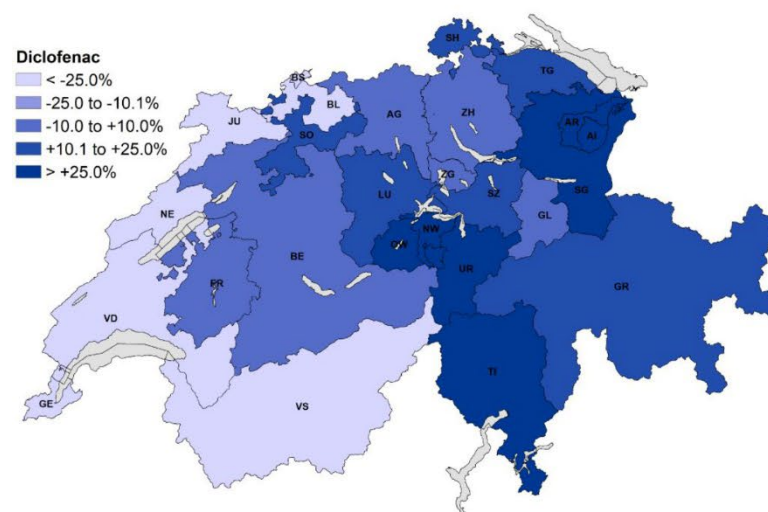 Diclofenac
< -25.0%
-25.0 to -10.1%
-10.0 to +10.0%
+10.1 to +25.0%
> +25.0%
SH
BS
BL
TG
JU
AG
ZH
SO
AR
AI
ZG
LU
SZ
SG
NE
GL
NW
OW
BE
UR
FR
GR
VD
TI
GE
VS